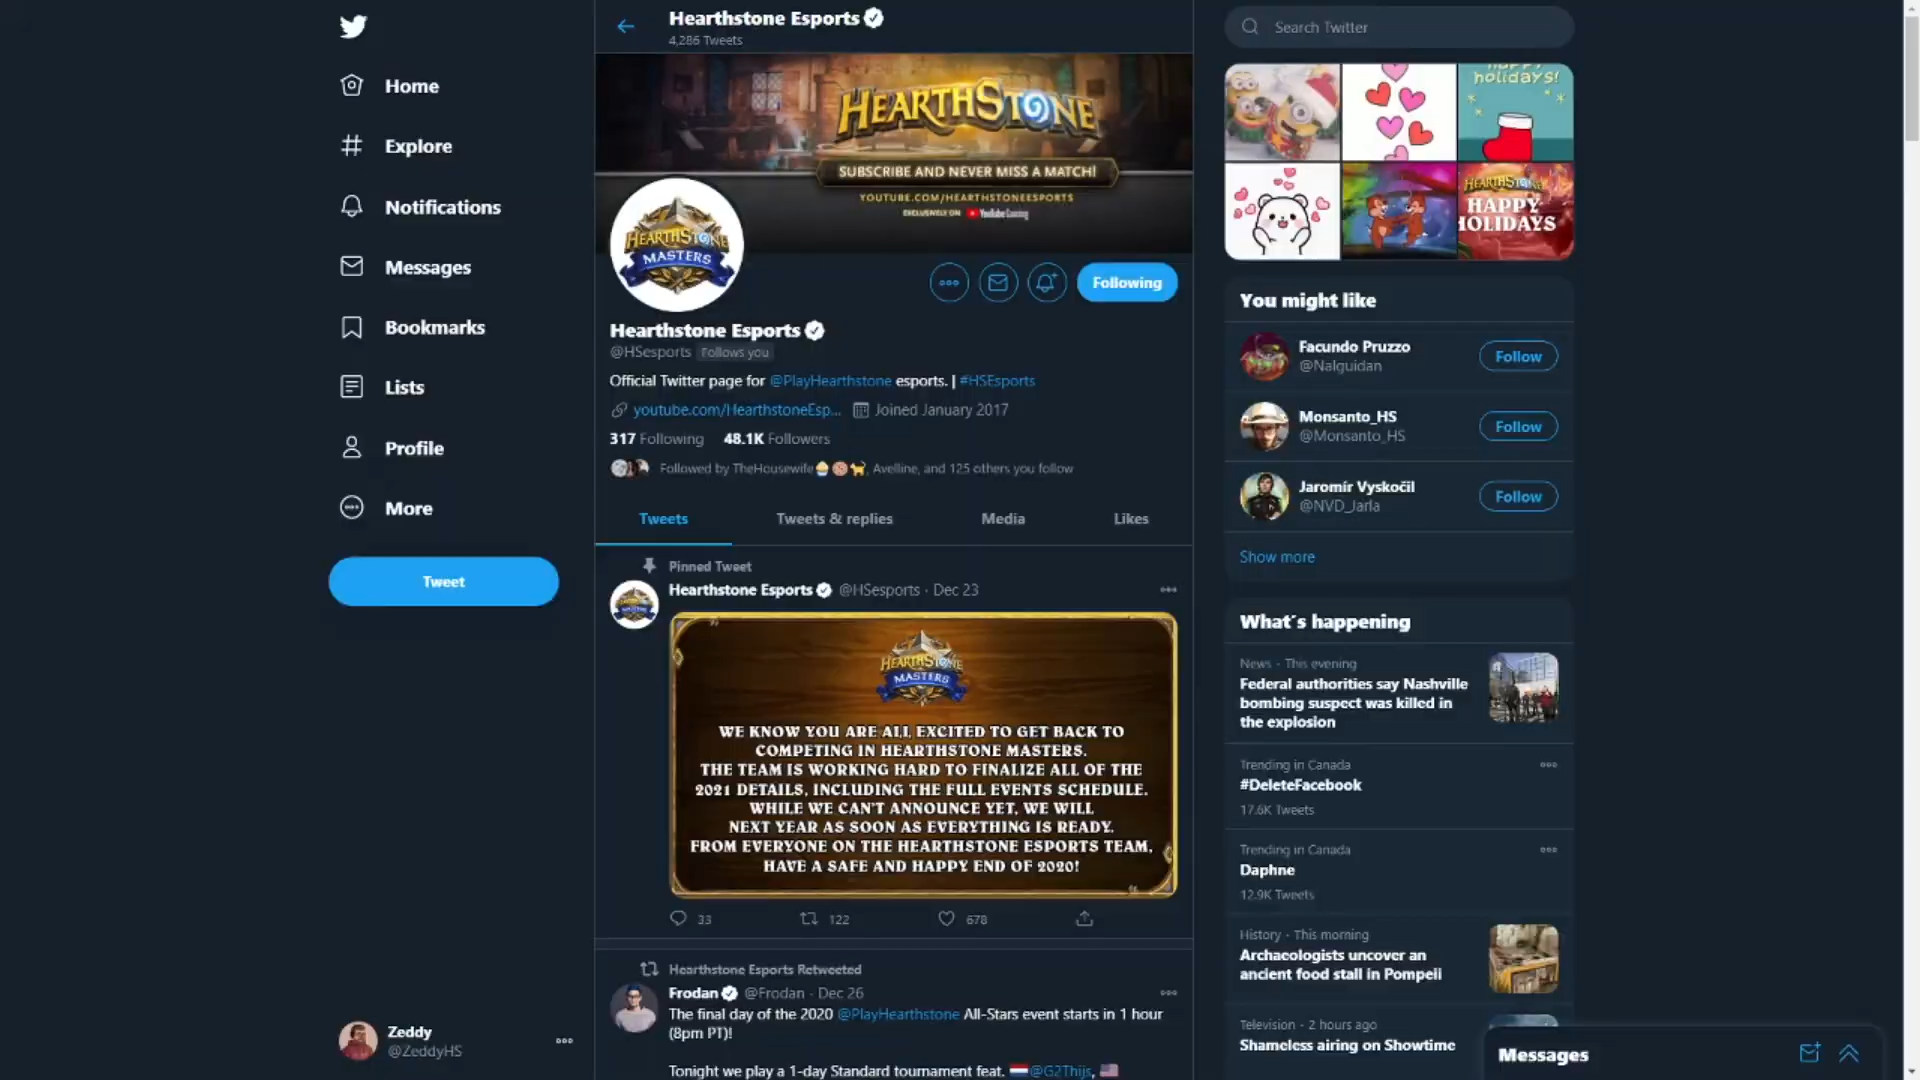 Home
Explore
Notifications
Messages
Bookmarks
Lists
Profile
More
Tweet
Zeddy
@ZeddyHS
Hearthstone Esports
4,286 Tweets
HEARTHSTONE
SUBSCRIBE AND NEVER MISS A MATCH!
YOUTUBE.COM/HEARTHSTONEESPORTS
EXCLUSIVELY ON YouTube Gaming
HEARTHSTONE
MASTERS
Following
Hearthstone Esports
@HSesports Follows you
Official Twitter page for @PlayHearthstone esports. | #HSEsports
youtube.com/HearthstoneEsp... Joined January 2017
317 Following 48.1K Followers
Followed by TheHousewife🧁🍪🐈, Avelline, and 125 others you follow
Tweets Tweets & replies Media Likes
Pinned Tweet
Hearthstone Esports @HSesports · Dec 23
HEARTHSTONE
MASTERS
WE KNOW YOU ARE ALL EXCITED TO GET BACK TO
COMPETING IN HEARTHSTONE MASTERS.
THE TEAM IS WORKING HARD TO FINALIZE ALL OF THE
2021 DETAILS, INCLUDING THE FULL EVENTS SCHEDULE.
WHILE WE CAN'T ANNOUNCE YET, WE WILL
NEXT YEAR AS SOON AS EVERYTHING IS READY.
FROM EVERYONE ON THE HEARTHSTONE ESPORTS TEAM,
HAVE A SAFE AND HAPPY END OF 2020!
33 122 678
Hearthstone Esports Retweeted
Frodan @Frodan · Dec 26
The final day of the 2020 @PlayHearthstone All-Stars event starts in 1 hour
(8pm PT)!
Tonight we play a 1-day Standard tournament feat. 🇳🇱@G2Thijs, 🇺🇸
Search Twitter
holidays!
HEARTHSTONE
HAPPY
HOLIDAYS
You might like
Facundo Pruzzo
@Nalguidan
Follow
Monsanto_HS
@Monsanto_HS
Follow
Jaromír Vyskočil
@NVD_Jarla
Follow
Show more
What's happening
News · This evening
Federal authorities say Nashville
bombing suspect was killed in
the explosion
Trending in Canada
#DeleteFacebook
17.6K Tweets
Trending in Canada
Daphne
12.9K Tweets
History · This morning
Archaeologists uncover an
ancient food stall in Pompeii
Television · 2 hours ago
Shameless airing on Showtime
Messages